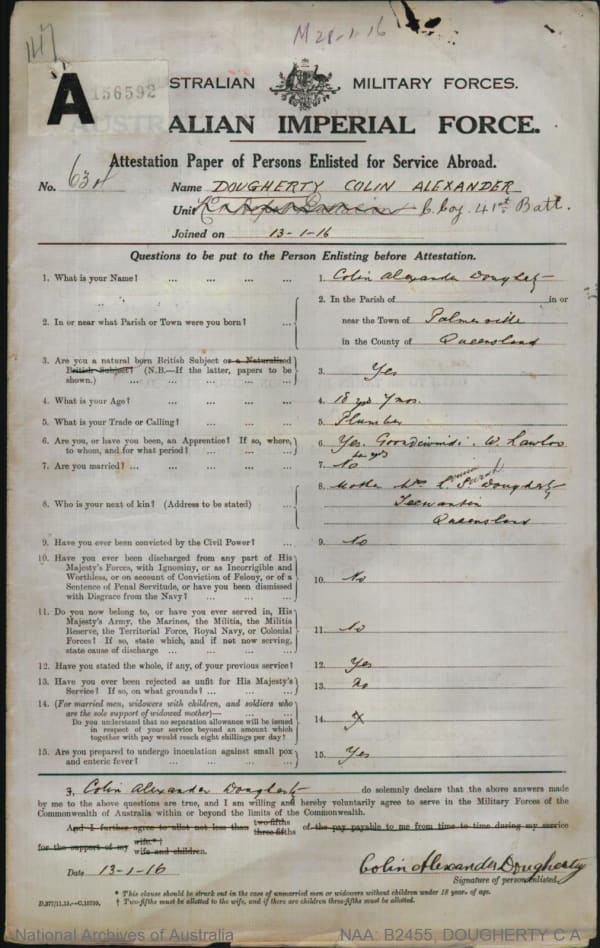 M 28-1-16
A 156592
STRALIAN MILITARY FORCES.
AUSTRALIAN IMPERIAL FORCE.
Attestation Paper of Persons Enlisted for Service Abroad.
No. Name DOUGHERTY COLIN ALEXANDER
Unit C. Coy. 41st Batt.
Joined on 13-1-16
Questions to be put to the Person Enlisting before Attestation.
1. What is your Name? ... ... ... ... 1. Colin Alexander Dougherty
2. In or near what Parish or Town were you born? ... 2. In the Parish of in or
near the Town of Palmerville
in the County of Queensland
3. Are you a natural born British Subject or a Naturalised
British Subject? (N.B.—If the latter, papers to be
shown.) ... ... ... ... 3. Yes
4. What is your Age? ... ... ... ... 4. 18 yrs 7 mos.
5. What is your Trade or Calling? ... ... ... 5. Plumber
6. Are you, or have you been, an Apprentice? If so, where,
to whom, and for what period? ... ... ... 6. Yes. W. Lawlor
7. Are you married? ... ... ... ... ... 7. No
8. Who is your next of kin? (Address to be stated) ... 8. Mother Sarah Dougherty
Tewantin
Queensland
9. Have you ever been convicted by the Civil Power? ... 9. No
10. Have you ever been discharged from any part of His
Majesty's Forces, with Ignominy, or as Incorrigible and
Worthless, or on account of Conviction of Felony, or of a
Sentence of Penal Servitude, or have you been dismissed
with Disgrace from the Navy? ... ... ... 10. No
11. Do you now belong to, or have you ever served in, His
Majesty's Army, the Marines, the Militia, the Militia
Reserve, the Territorial Force, Royal Navy, or Colonial
Forces? If so, state which, and if not now serving,
state cause of discharge ... ... ... ... 11. No
12. Have you stated the whole, if any, of your previous service? 12. Yes
13. Have you ever been rejected as unfit for His Majesty's
Service? If so, on what grounds? ... ... ... 13. No
14. (For married men, widowers with children, and soldiers who
are the sole support of widowed mother)— ... ...
Do you understand that no separation allowance will be issued
in respect of your service beyond an amount which
together with pay would reach eight shillings per day? 14.
15. Are you prepared to undergo inoculation against small pox
and enteric fever? ... ... ... ... 15. Yes
I, Colin Alexander Dougherty do solemnly declare that the above answers made
by me to the above questions are true, and I am willing and hereby voluntarily agree to serve in the Military Forces of the
Commonwealth of Australia within or beyond the limits of the Commonwealth.
And I further agree to allot not less than two-fifths three-fifths of the pay payable to me from time to time during my service
for the support of my wife.*† wife and children.
Date 13-1-16 Colin Alexander Dougherty
Signature of person enlisted.
* This clause should be struck out in the case of unmarried men or widowers without children under 18 years of age.
† Two-fifths must be allotted to the wife, and if there are children three-fifths must be allotted.
National Archives of Australia NAA: B2455, DOUGHERTY C A